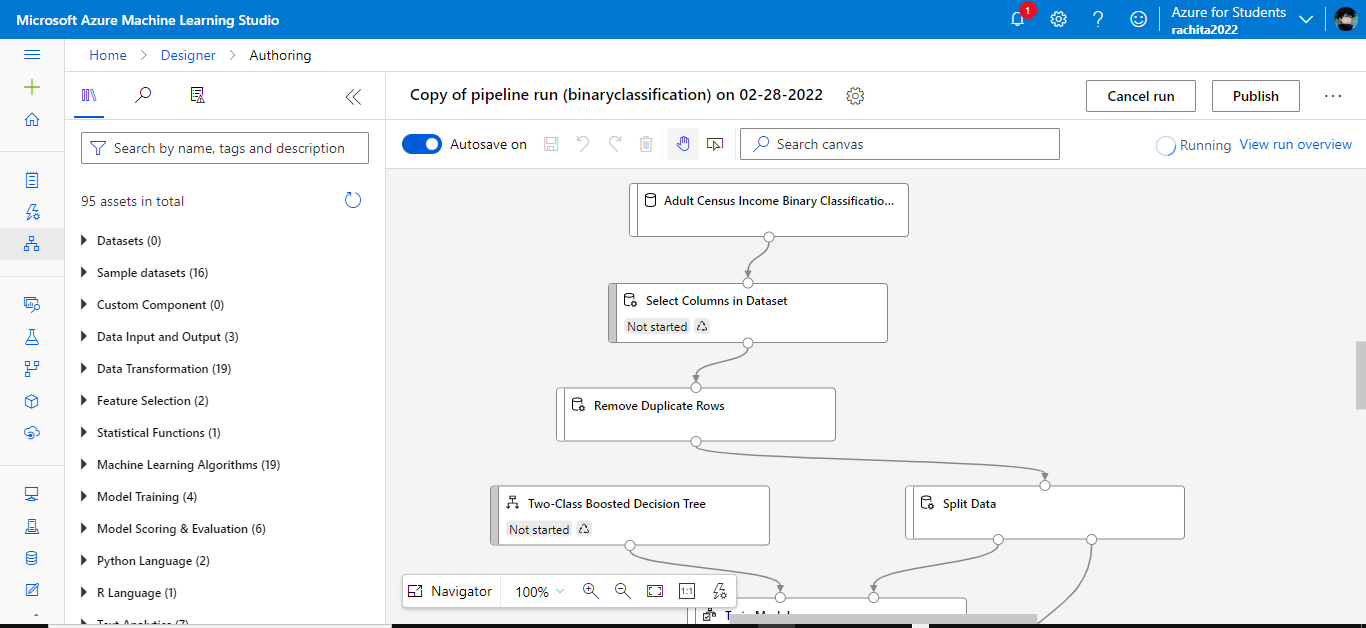 Microsoft Azure Machine Learning Studio
1
Azure for Students
rachita2022
Home > Designer > Authoring
Copy of pipeline run (binaryclassification) on 02-28-2022
Cancel run
Publish
Search by name, tags and description
Autosave on
Search canvas
Running
View run overview
95 assets in total
Datasets (0)
Sample datasets (16)
Custom Component (0)
Data Input and Output (3)
Data Transformation (19)
Feature Selection (2)
Statistical Functions (1)
Machine Learning Algorithms (19)
Model Training (4)
Model Scoring & Evaluation (6)
Python Language (2)
R Language (1)
Text Analytics (7)
Adult Census Income Binary Classificatio...
Select Columns in Dataset
Not started
Remove Duplicate Rows
Two-Class Boosted Decision Tree
Not started
Split Data
Navigator
100%
1:1
Train Model